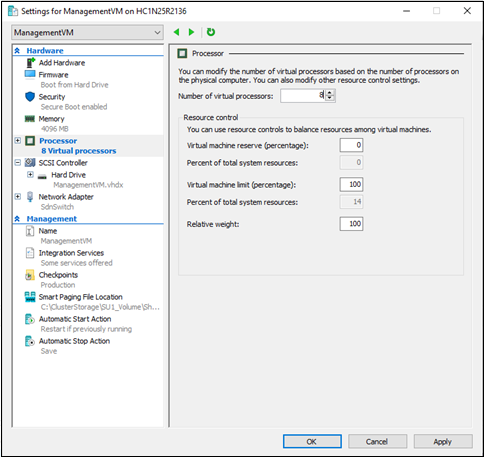 Settings for ManagementVM on HC1N25R2136
ManagementVM
Hardware
Add Hardware
Firmware
Boot from Hard Drive
Security
Secure Boot enabled
Memory
4096 MB
Processor
8 Virtual processors
SCSI Controller
Hard Drive
ManagementVM.vhdx
Network Adapter
SdnSwitch
Management
Name
ManagementVM
Integration Services
Some services offered
Checkpoints
Production
Smart Paging File Location
C:\ClusterStorage\SU1_Volume\Sh...
Automatic Start Action
Restart if previously running
Automatic Stop Action
Save
Processor
You can modify the number of virtual processors based on the number of processors on
the physical computer. You can also modify other resource control settings.
Number of virtual processors: 8
Resource control
You can use resource controls to balance resources among virtual machines.
Virtual machine reserve (percentage): 0
Percent of total system resources: 0
Virtual machine limit (percentage): 100
Percent of total system resources: 14
Relative weight: 100
OK Cancel Apply